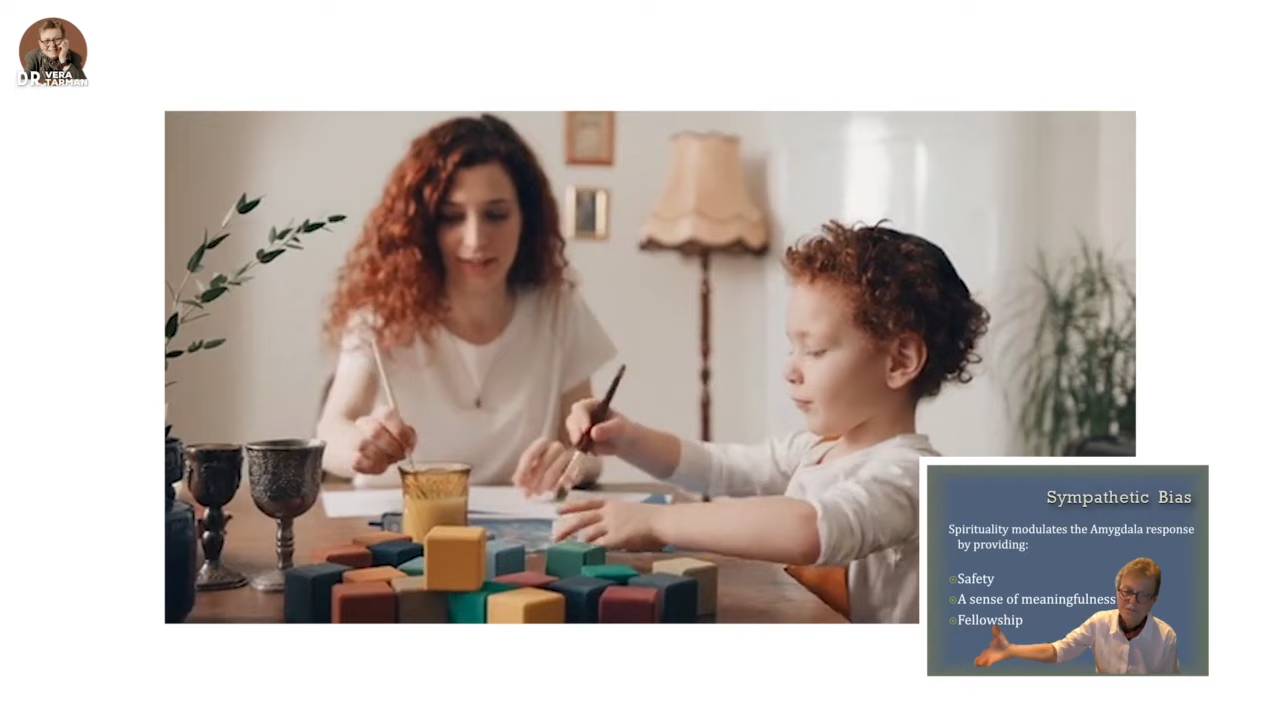 DR. VERA
TARMAN
Sympathetic Bias
Spirituality modulates the Amygdala response
by providing:
Safety
A sense of meaningfulness
Fellowship